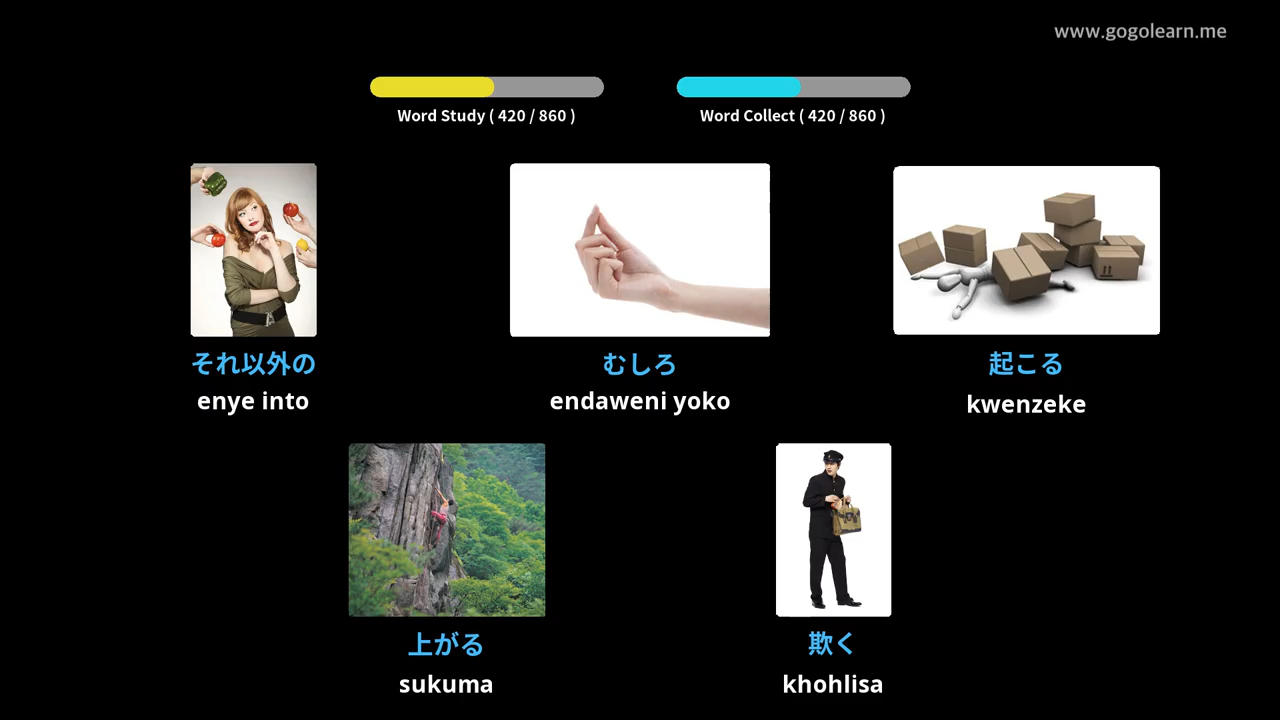 www.gogolearn.me
Word Study ( 420 / 860 )
Word Collect ( 420 / 860 )
それ以外の
enye into
むしろ
endaweni yoko
起こる
kwenzeke
上がる
sukuma
欺く
khohlisa